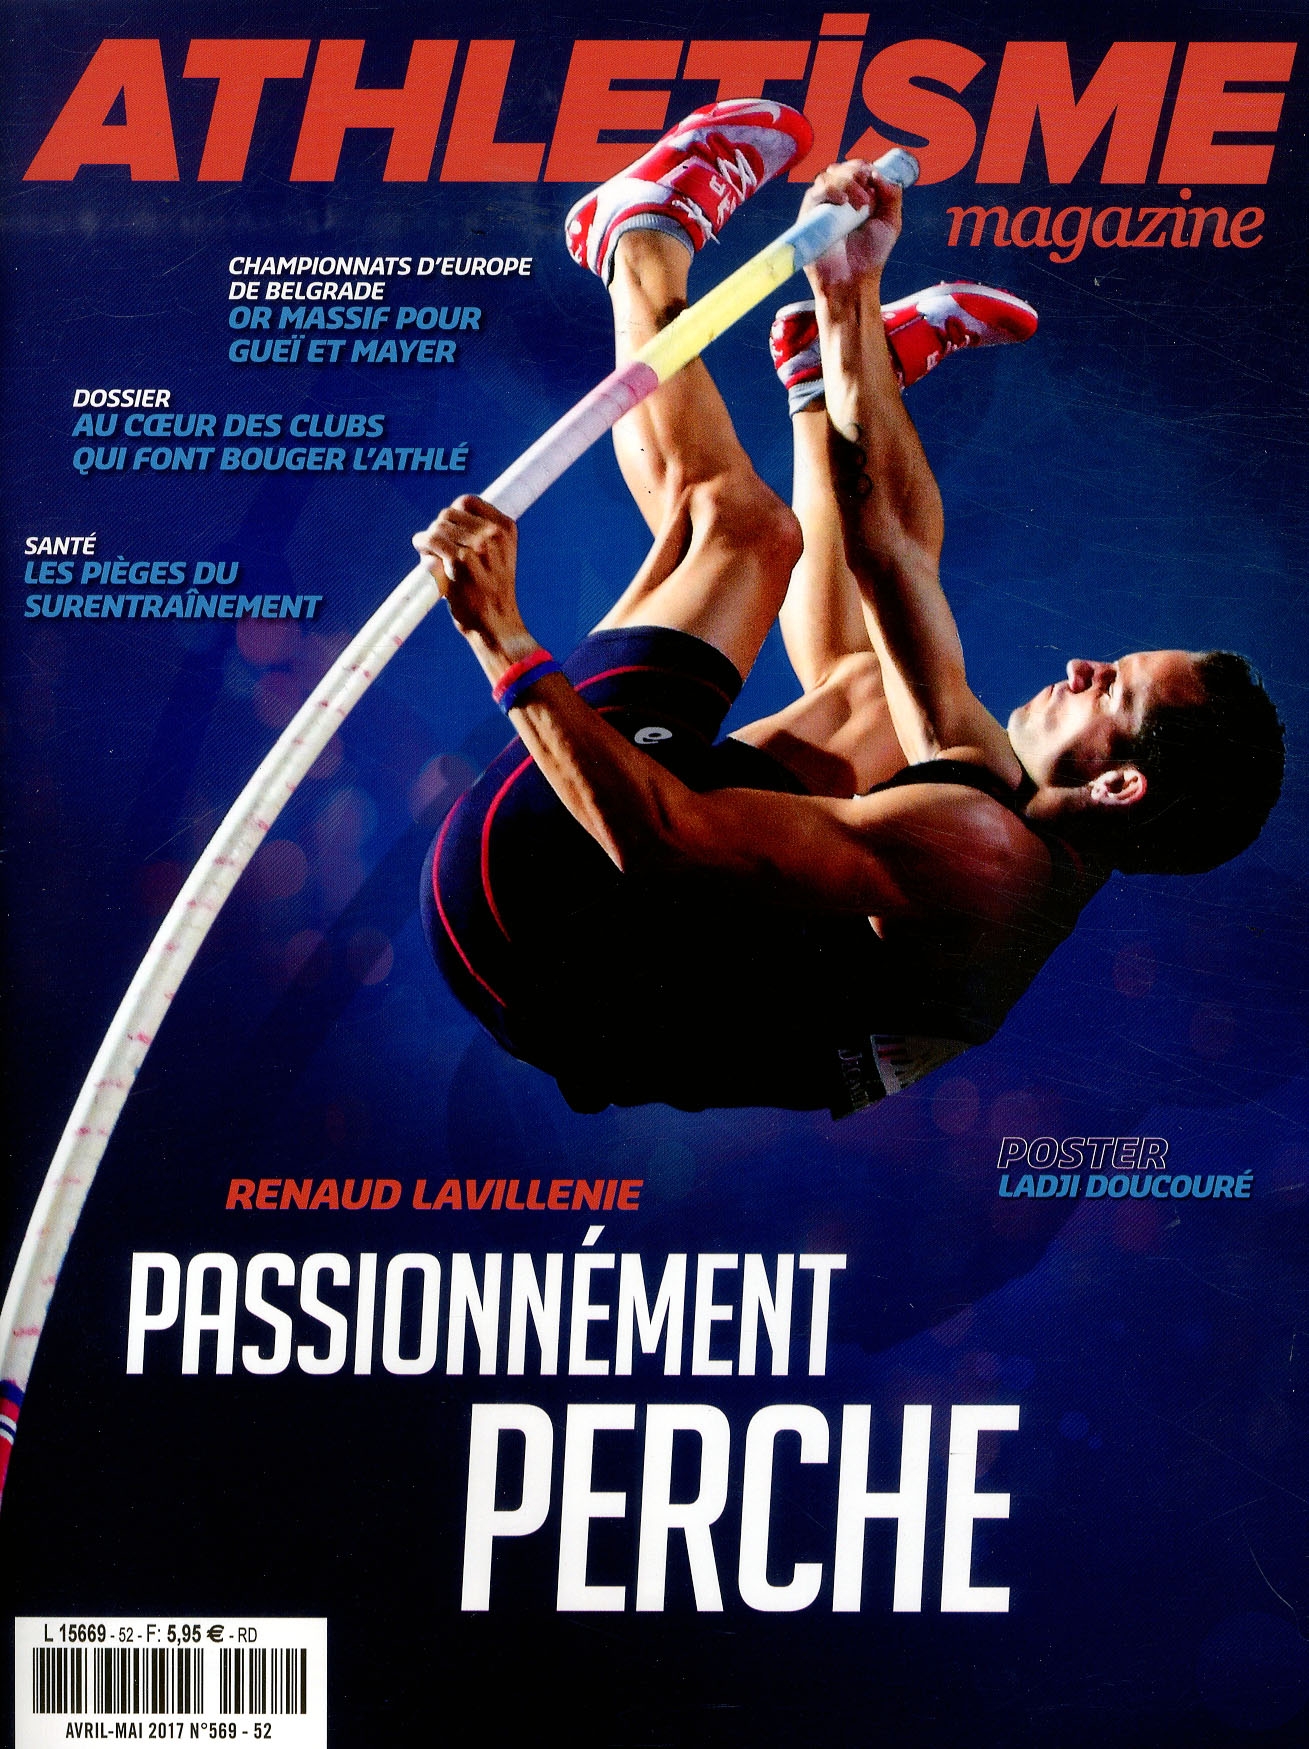 ATHLETİSME
magazine
CHAMPIONNATS D'EUROPE
DE BELGRADE
OR MASSIF POUR
GUEÏ ET MAYER
DOSSIER
AU CŒUR DES CLUBS
QUI FONT BOUGER L'ATHLÉ
SANTÉ
LES PIÈGES DU
SURENTRAÎNEMENT
POSTER
LADJI DOUCOURÉ
RENAUD LAVILLENIE
PASSIONNÉMENT
PERCHE
L 15669 - 52 - F: 5,95 € - RD
AVRIL-MAI 2017 N°569 - 52